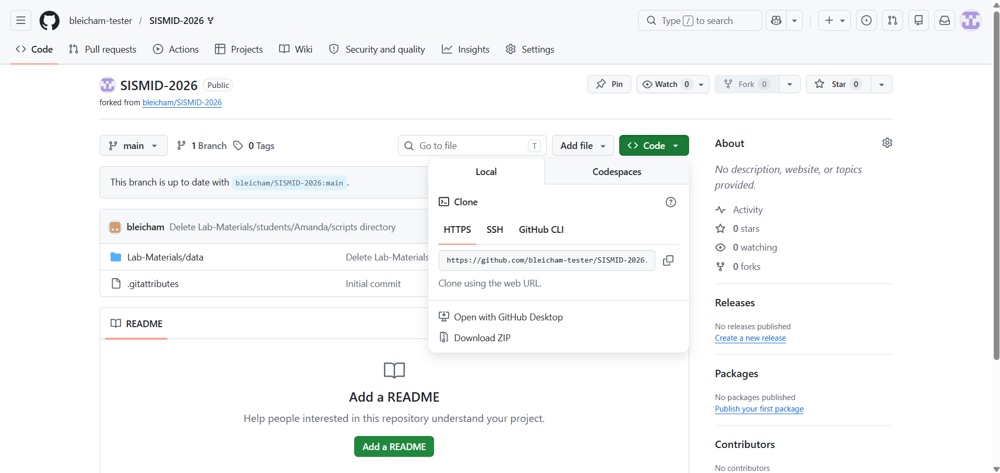 bleicham-tester / SISMID-2026
Type / to search
Code Pull requests Actions Projects Wiki Security and quality Insights Settings
SISMID-2026 Public
forked from bleicham/SISMID-2026
Pin Watch 0 Fork 0 Star 0
main 1 Branch 0 Tags
Go to file T Add file Code
This branch is up to date with bleicham/SISMID-2026:main .
bleicham Delete Lab-Materials/students/Amanda/scripts directory
Lab-Materials/data Delete Lab-Materials
.gitattributes Initial commit
README
Add a README
Help people interested in this repository understand your project.
Add a README
Local Codespaces
Clone
HTTPS SSH GitHub CLI
https://github.com/bleicham-tester/SISMID-2026.
Clone using the web URL.
Open with GitHub Desktop
Download ZIP
About
No description, website, or topics
provided.
Activity
0 stars
0 watching
0 forks
Releases
No releases published
Create a new release
Packages
No packages published
Publish your first package
Contributors
No contributors